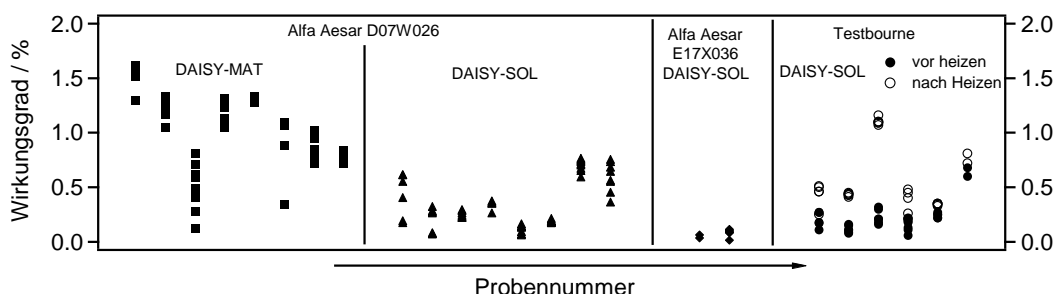 2.0
1.5
1.0
0.5
0.0
Wirkungsgrad / %
Alfa Aesar D07W026
DAISY-MAT
DAISY-SOL
Alfa Aesar
E17X036
DAISY-SOL
Testbourne
DAISY-SOL
vor heizen
nach Heizen
2.0
1.5
1.0
0.5
0.0
Probennummer